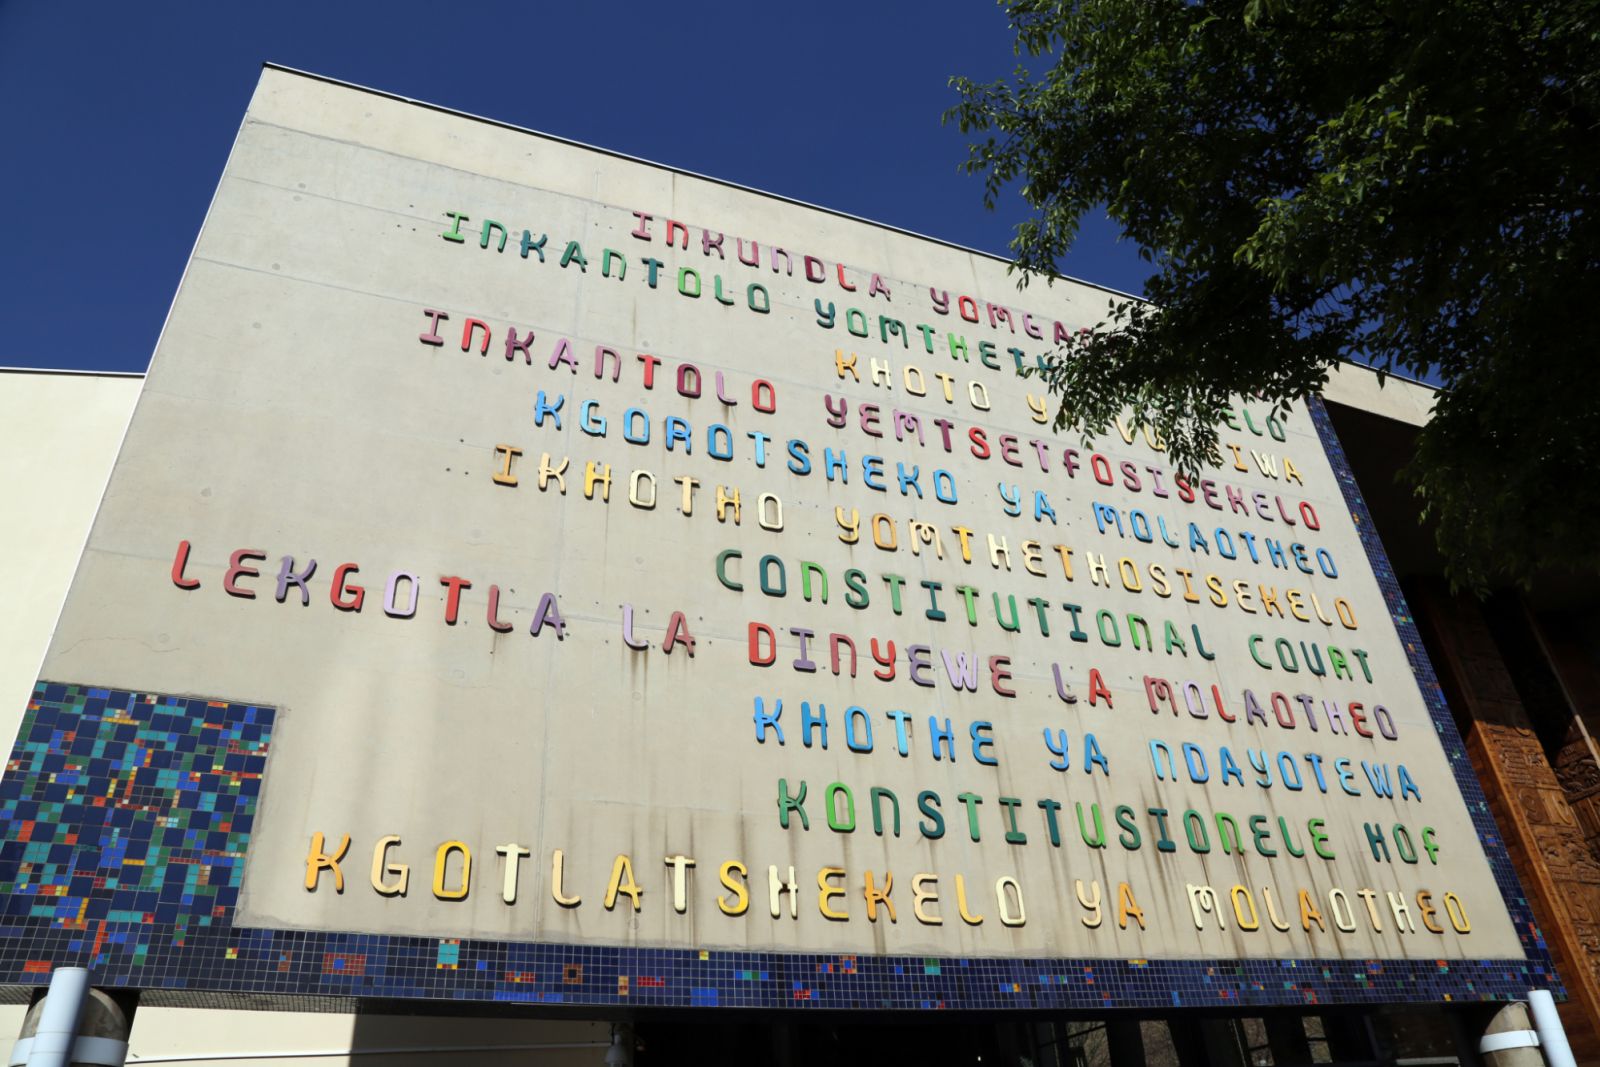 INKUNDLA
INKANTOLO
KHOTO
INKANTOLO YEMTSETFOSISEKELO
KGOROTSHEKO YA MOLAOTHEO
IKHOTHO YOMTHETHOSISEKELO
CONSTITUTIONAL COURT
LEKGOTLA LA DINYEWE LA MOLAOTHEO
KHOTHE YA NDAYOTEWA
KONSTITUSIONELE HOF
KGOTLATSHEKELO YA MOLAOTHEO